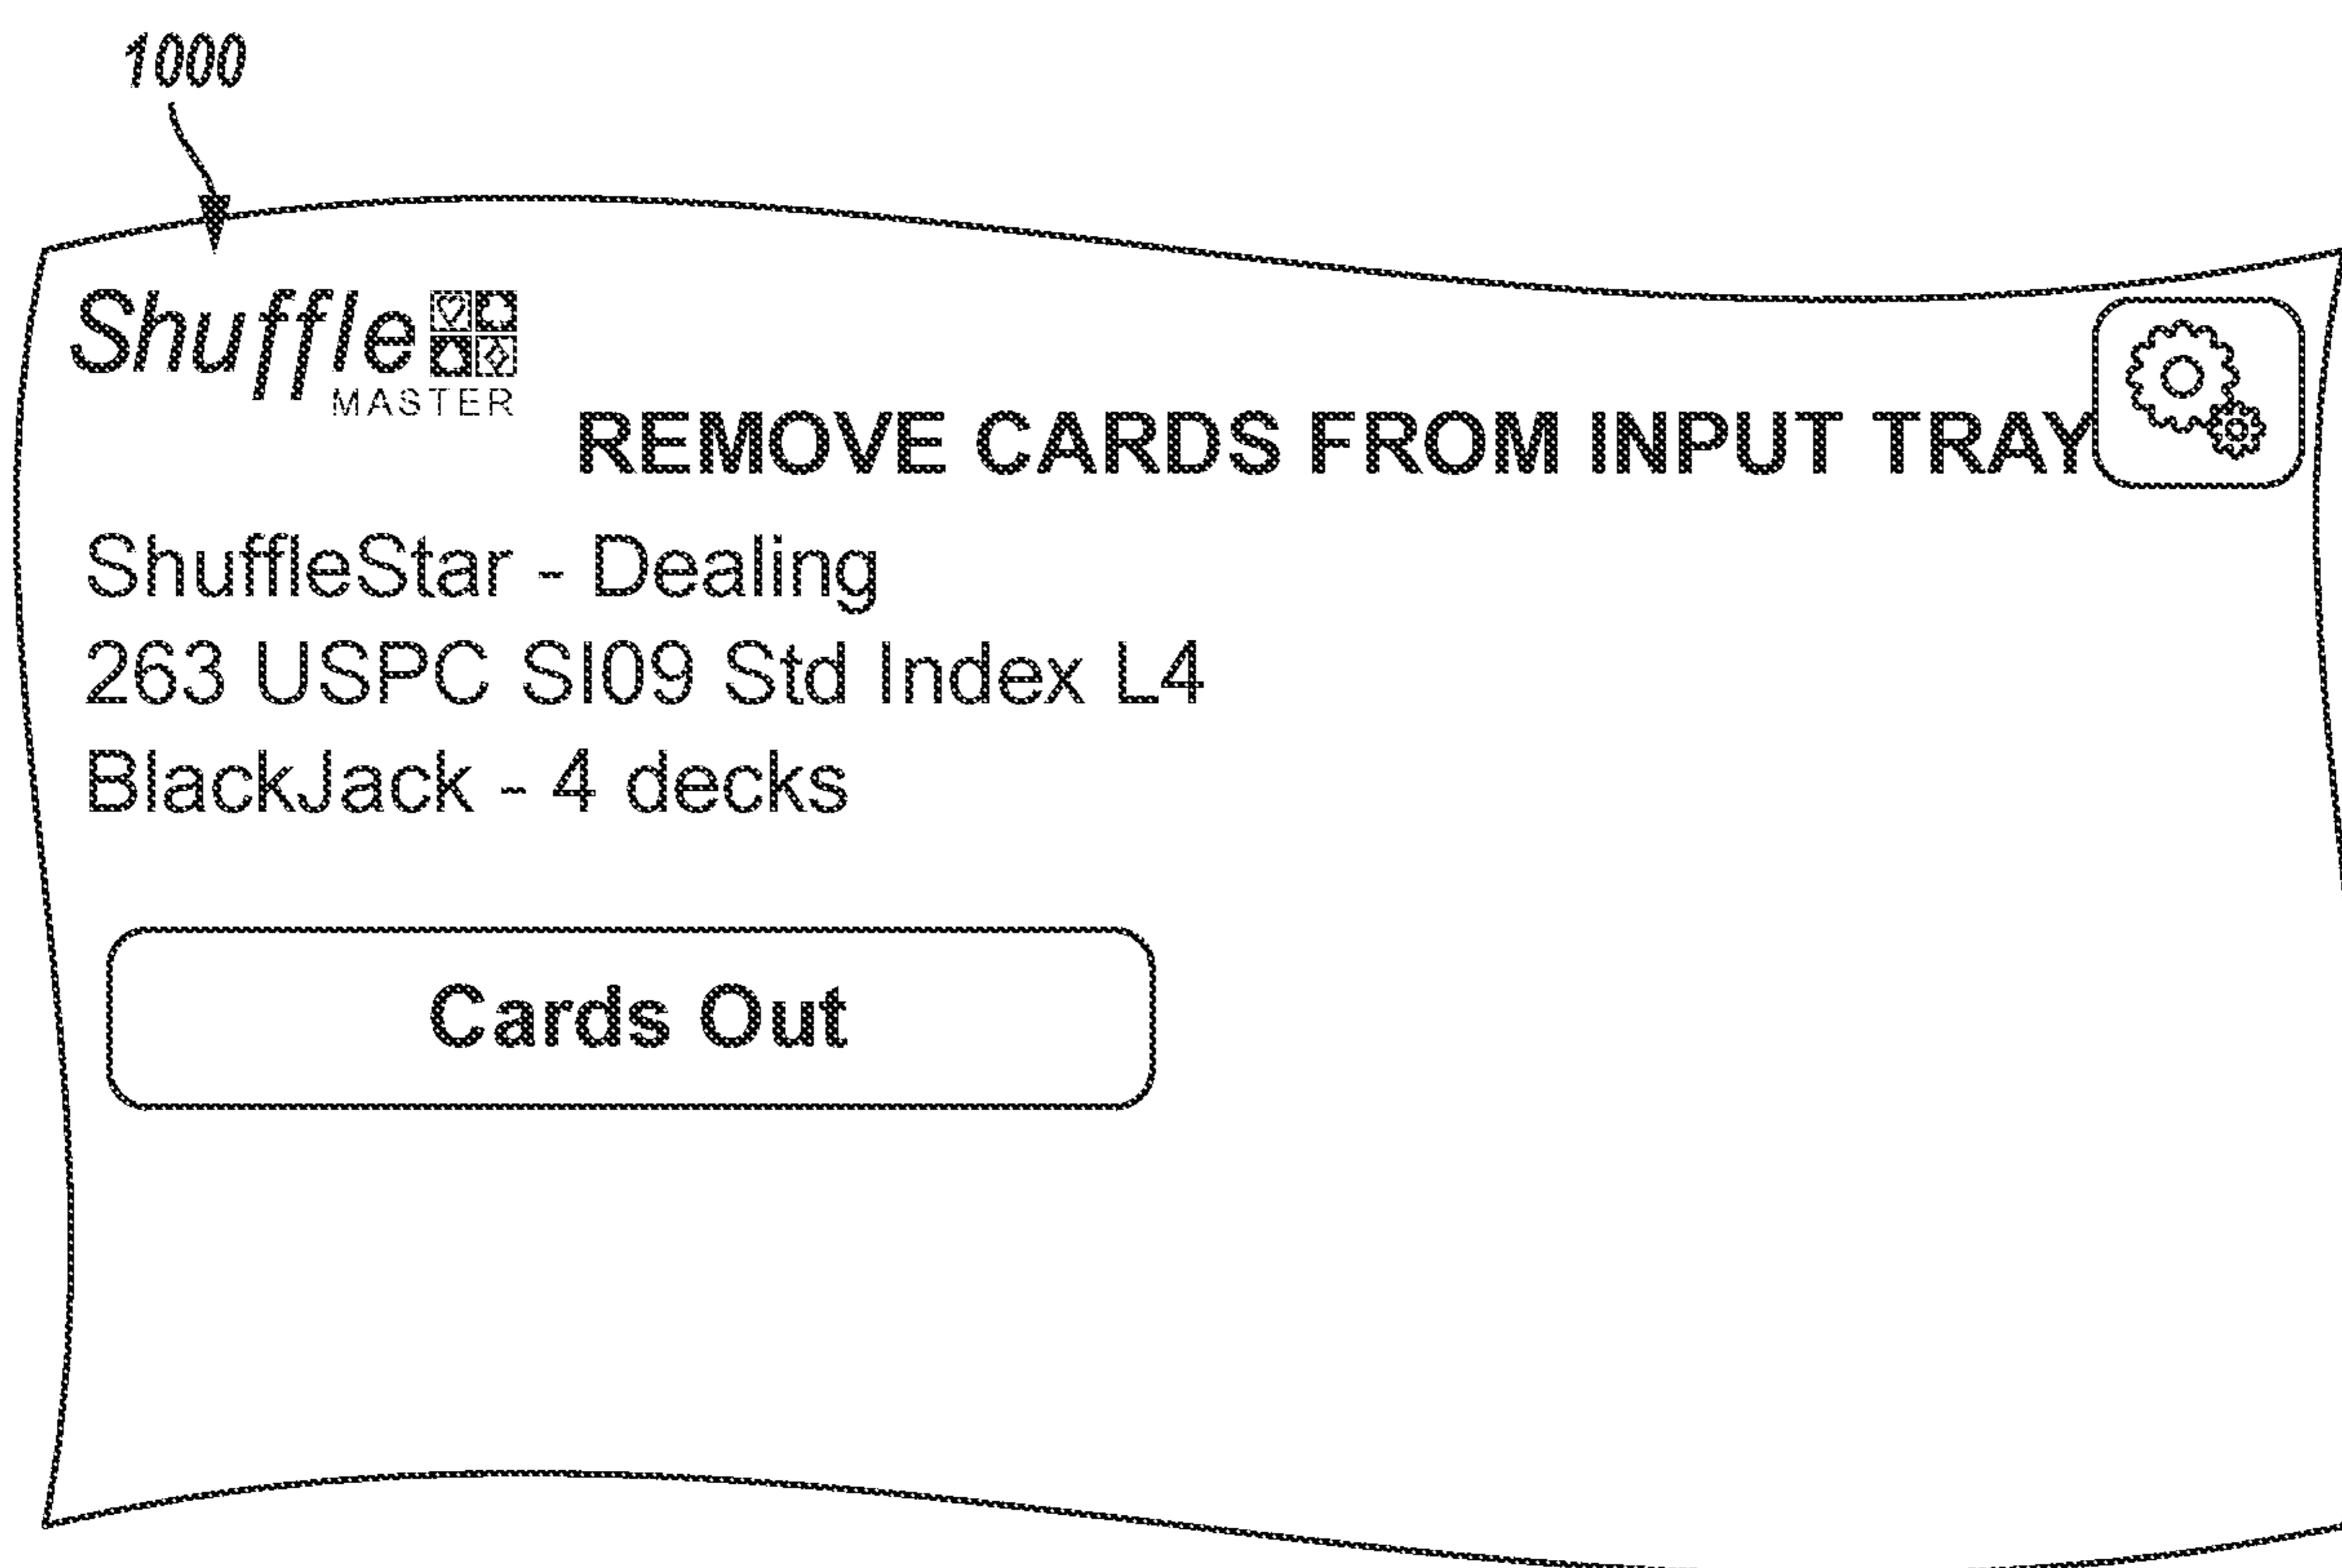 1000
Shuffle
MASTER
REMOVE CARDS FROM INPUT TRAY
ShuffleStar - Dealing
263 USPC SI09 Std Index L4
BlackJack - 4 decks
Cards Out